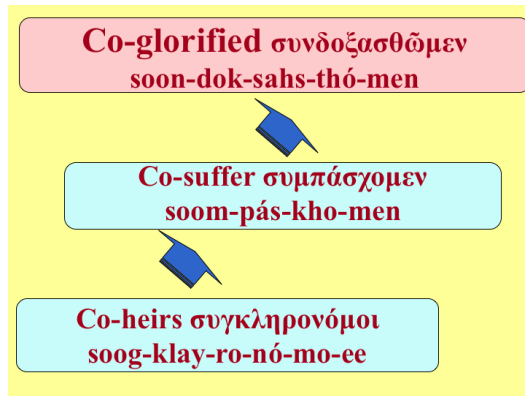 Co-glorified συνδοξασθῶμεν
soon-dok-sahs-thó-men
Co-suffer συμπάσχομεν
soom-pás-kho-men
Co-heirs συγκληρονόμοι
soog-klay-ro-nó-mo-ee